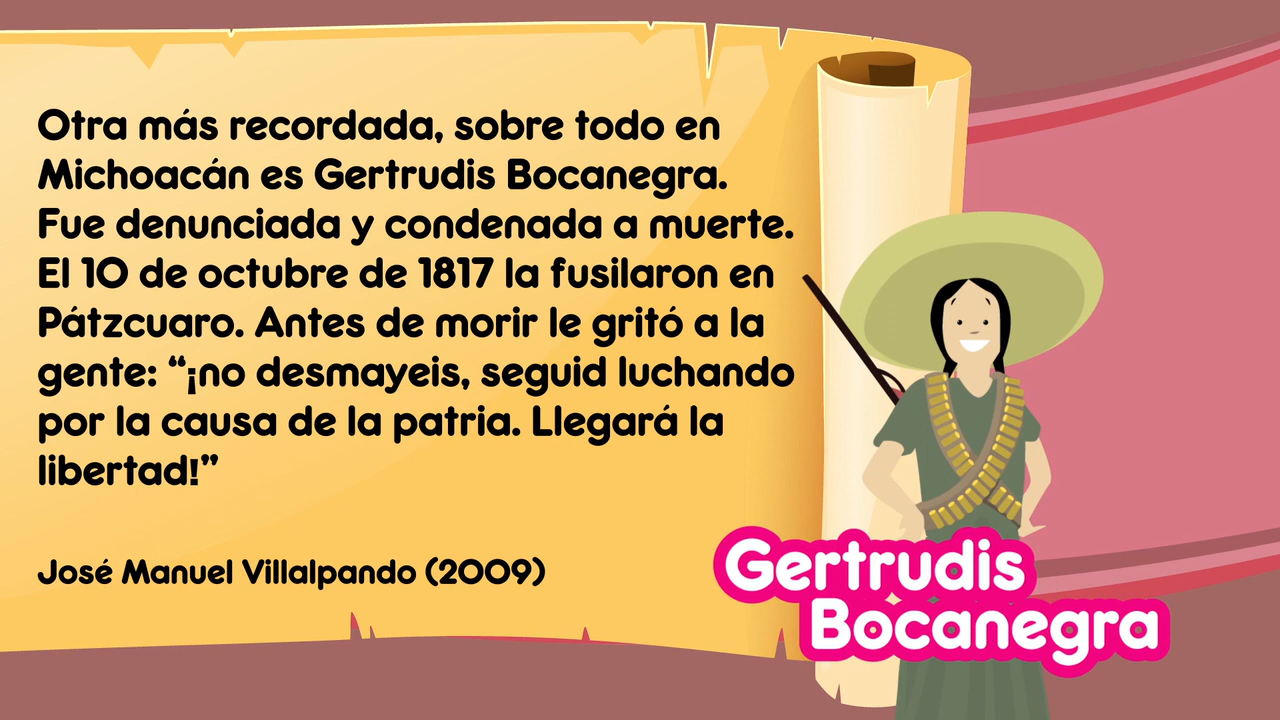 Otra más recordada, sobre todo en
Michoacán es Gertrudis Bocanegra.
Fue denunciada y condenada a muerte.
El 10 de octubre de 1817 la fusilaron en
Pátzcuaro. Antes de morir le gritó a la
gente: “¡no desmayeis, seguid luchando
por la causa de la patria. Llegará la
libertad!”
José Manuel Villalpando (2009)
Gertrudis
Bocanegra